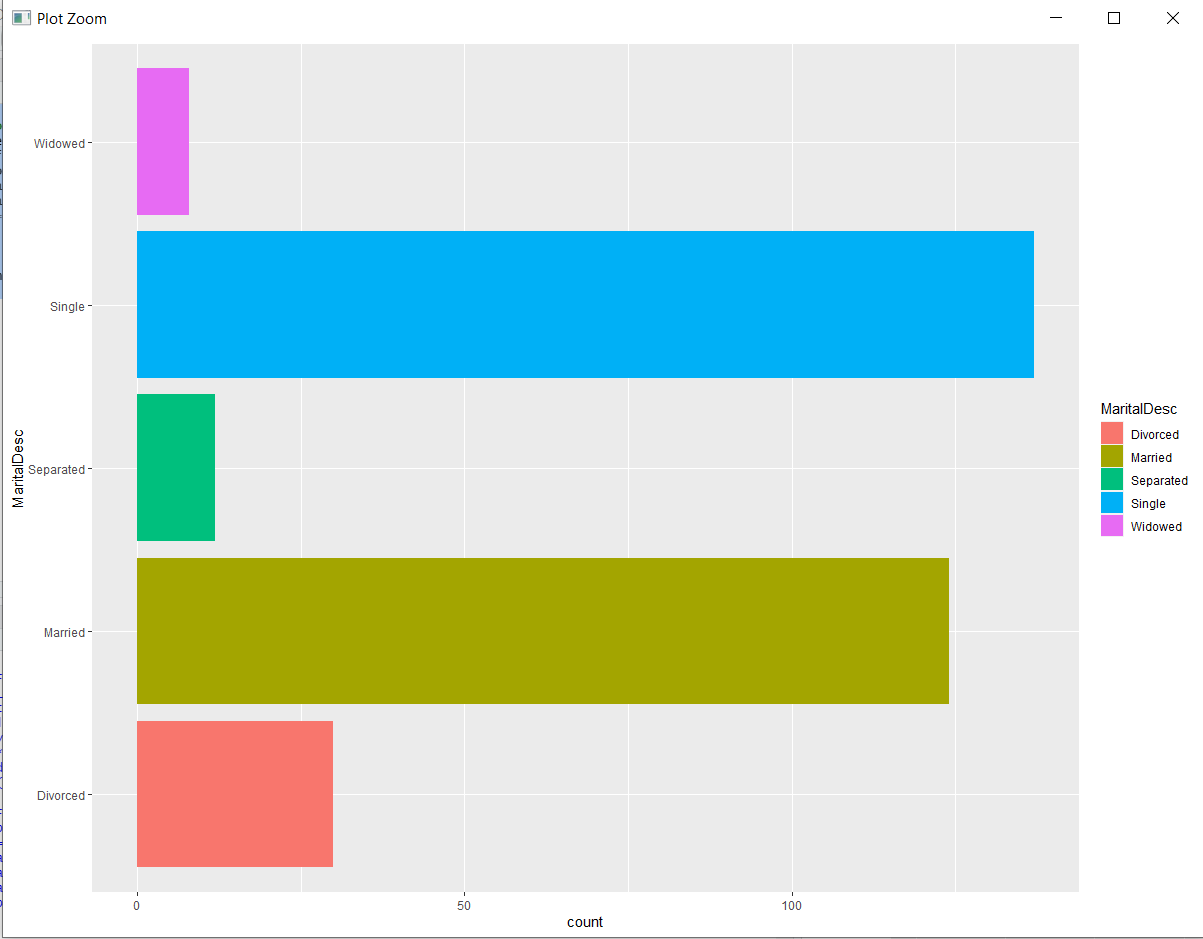 Plot Zoom
Widowed
Single
Separated
Married
Divorced
MaritalDesc
0 50 100
count
MaritalDesc
Divorced
Married
Separated
Single
Widowed